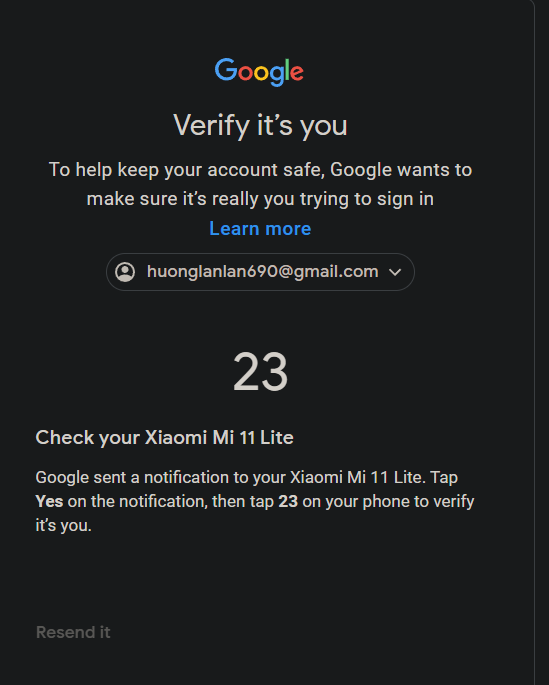 Google
Verify it’s you
To help keep your account safe, Google wants to
make sure it’s really you trying to sign in
Learn more
huonglanlan690@gmail.com
23
Check your Xiaomi Mi 11 Lite
Google sent a notification to your Xiaomi Mi 11 Lite. Tap
Yes on the notification, then tap 23 on your phone to verify
it’s you.
Resend it